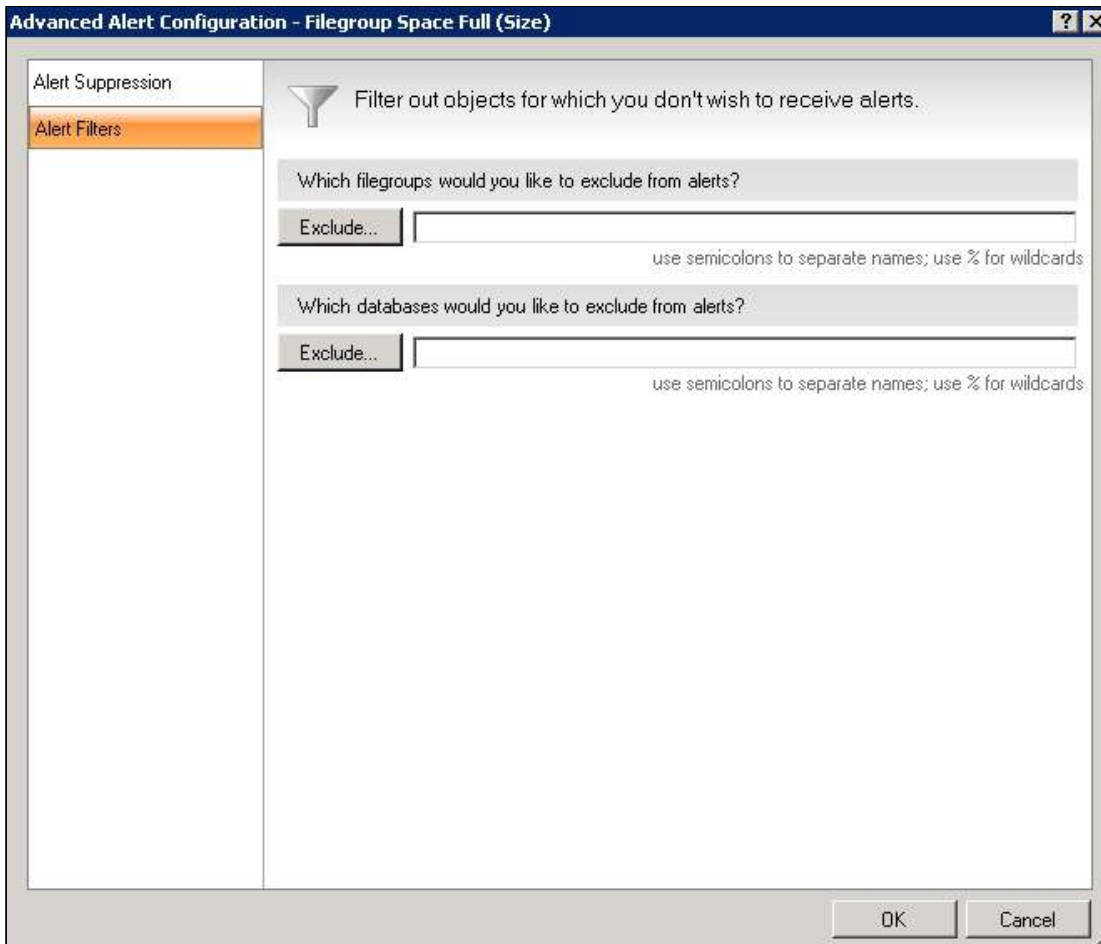 Advanced Alert Configuration - Filegroup Space Full (Size)
Alert Suppression
Alert Filters
Filter out objects for which you don't wish to receive alerts.
Which filegroups would you like to exclude from alerts?
Exclude...
use semicolons to separate names; use % for wildcards
Which databases would you like to exclude from alerts?
Exclude...
use semicolons to separate names; use % for wildcards
OK
Cancel